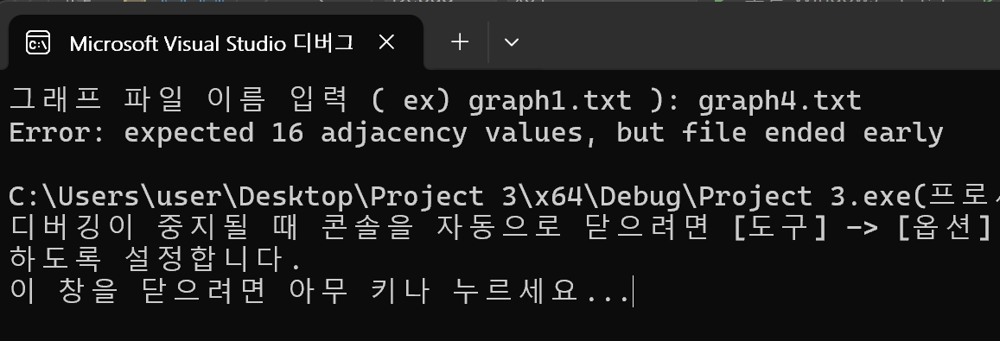 Microsoft Visual Studio 디버그
그래프 파일 이름 입력 ( ex) graph1.txt ): graph4.txt
Error: expected 16 adjacency values, but file ended early
C:\Users\user\Desktop\Project 3\x64\Debug\Project 3.exe(프로
디버깅이 중지될 때 콘솔을 자동으로 닫으려면 [도구] -> [옵션]
하도록 설정합니다.
이 창을 닫으려면 아무 키나 누르세요...